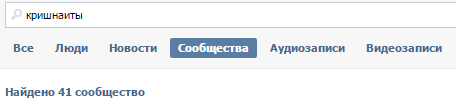 кришнаиты
Все Люди Новости Сообщества Аудиозаписи Видеозаписи
Найдено 41 сообщество